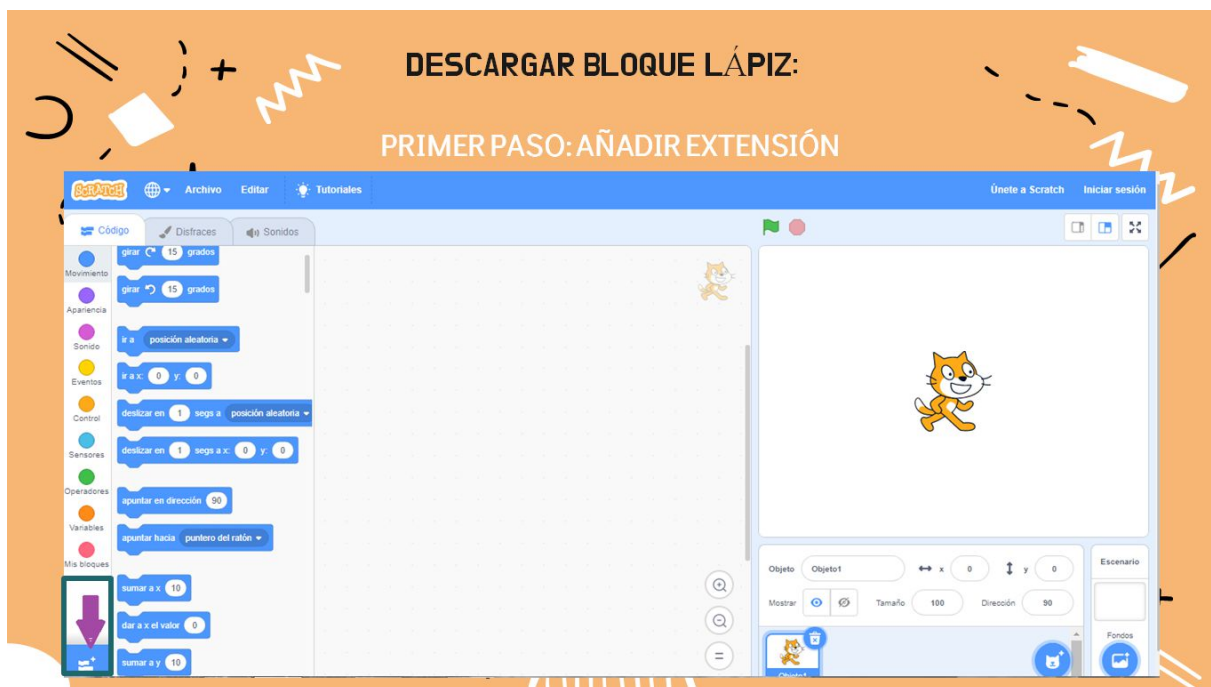 DESCARGAR BLOQUE LÁPIZ:
PRIMER PASO: AÑADIR EXTENSIÓN
SCRATCH Archivo Editar Tutoriales Únete a Scratch Iniciar sesión
Código Disfraces Sonidos
Movimiento
Apariencia
Sonido
Eventos
Control
Sensores
Operadores
Variables
Mis bloques
girar 15 grados
girar 15 grados
ir a posición aleatoria
ir a x: 0 y: 0
deslizar en 1 segs a posición aleatoria
deslizar en 1 segs a x: 0 y: 0
apuntar en dirección 90
apuntar hacia puntero del ratón
sumar a x 10
dar a x el valor 0
sumar a y 10
Objeto Objeto1 x 0 y 0
Mostrar Tamaño 100 Dirección 90
Objeto1
Escenario
Fondos